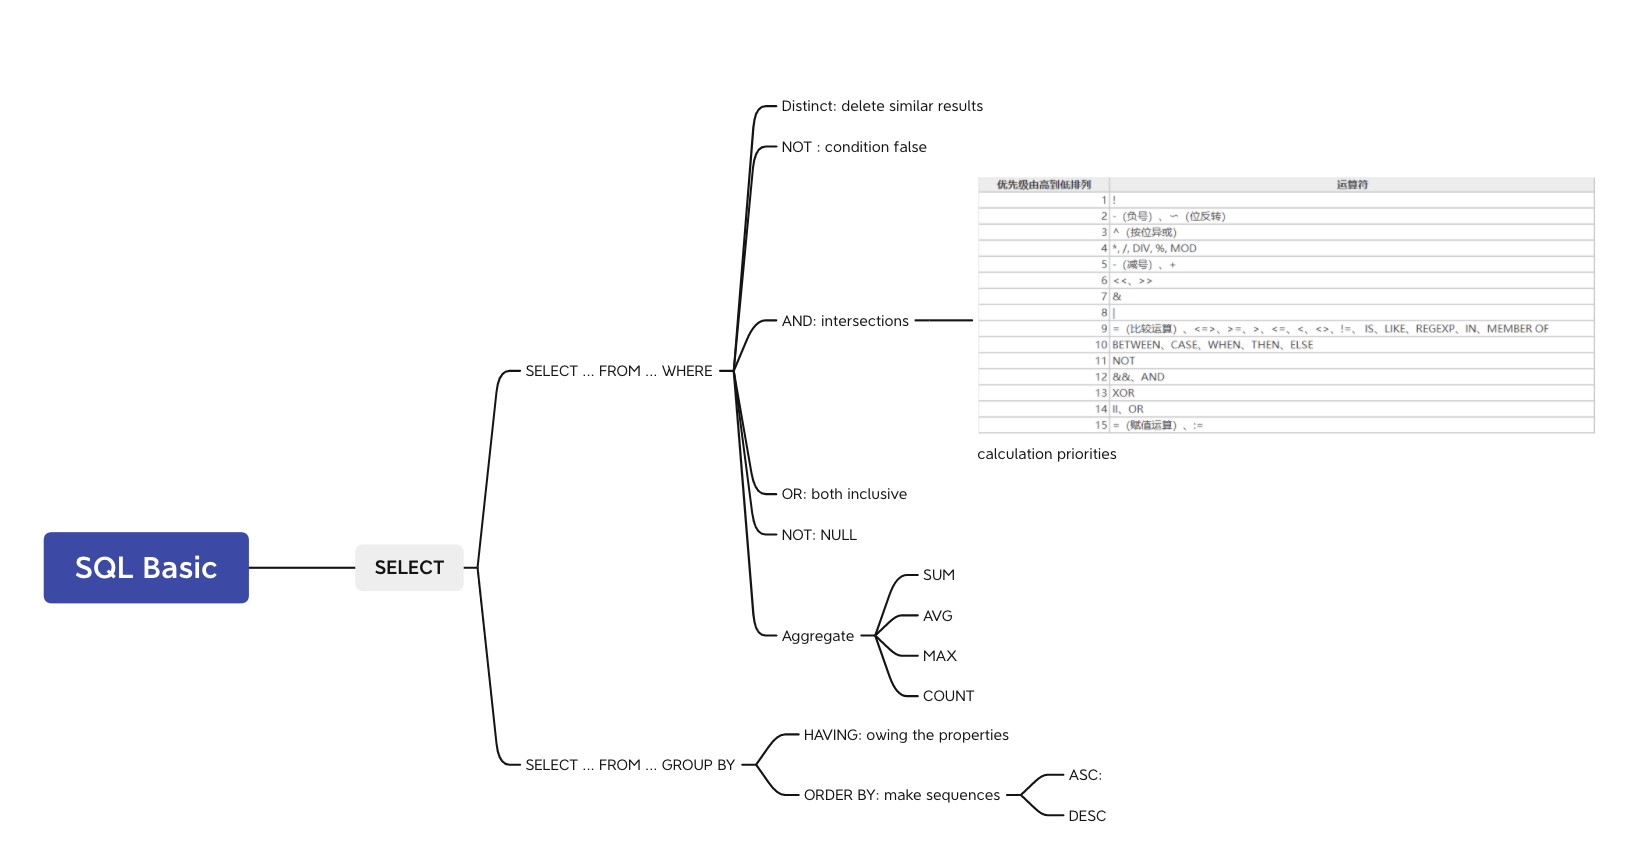 SQL Basic
SELECT
SELECT ... FROM ... WHERE
Distinct: delete similar results
NOT : condition false
AND: intersections
优先级由高到低排列 运算符
1 !
2 -（负号）、~（位反转）
3 ^（按位异或）
4 *, /, DIV, %, MOD
5 -（减号）、+
6 <<、>>
7 &
8 |
9 =（比较运算）、<=>、>=、>、<=、<、<>、!=、IS、LIKE、REGEXP、IN、MEMBER OF
10 BETWEEN、CASE、WHEN、THEN、ELSE
11 NOT
12 &&、AND
13 XOR
14 II、OR
15 =（赋值运算）、:=
calculation priorities
OR: both inclusive
NOT: NULL
Aggregate
SUM
AVG
MAX
COUNT
SELECT ... FROM ... GROUP BY
HAVING: owing the properties
ORDER BY: make sequences
ASC:
DESC